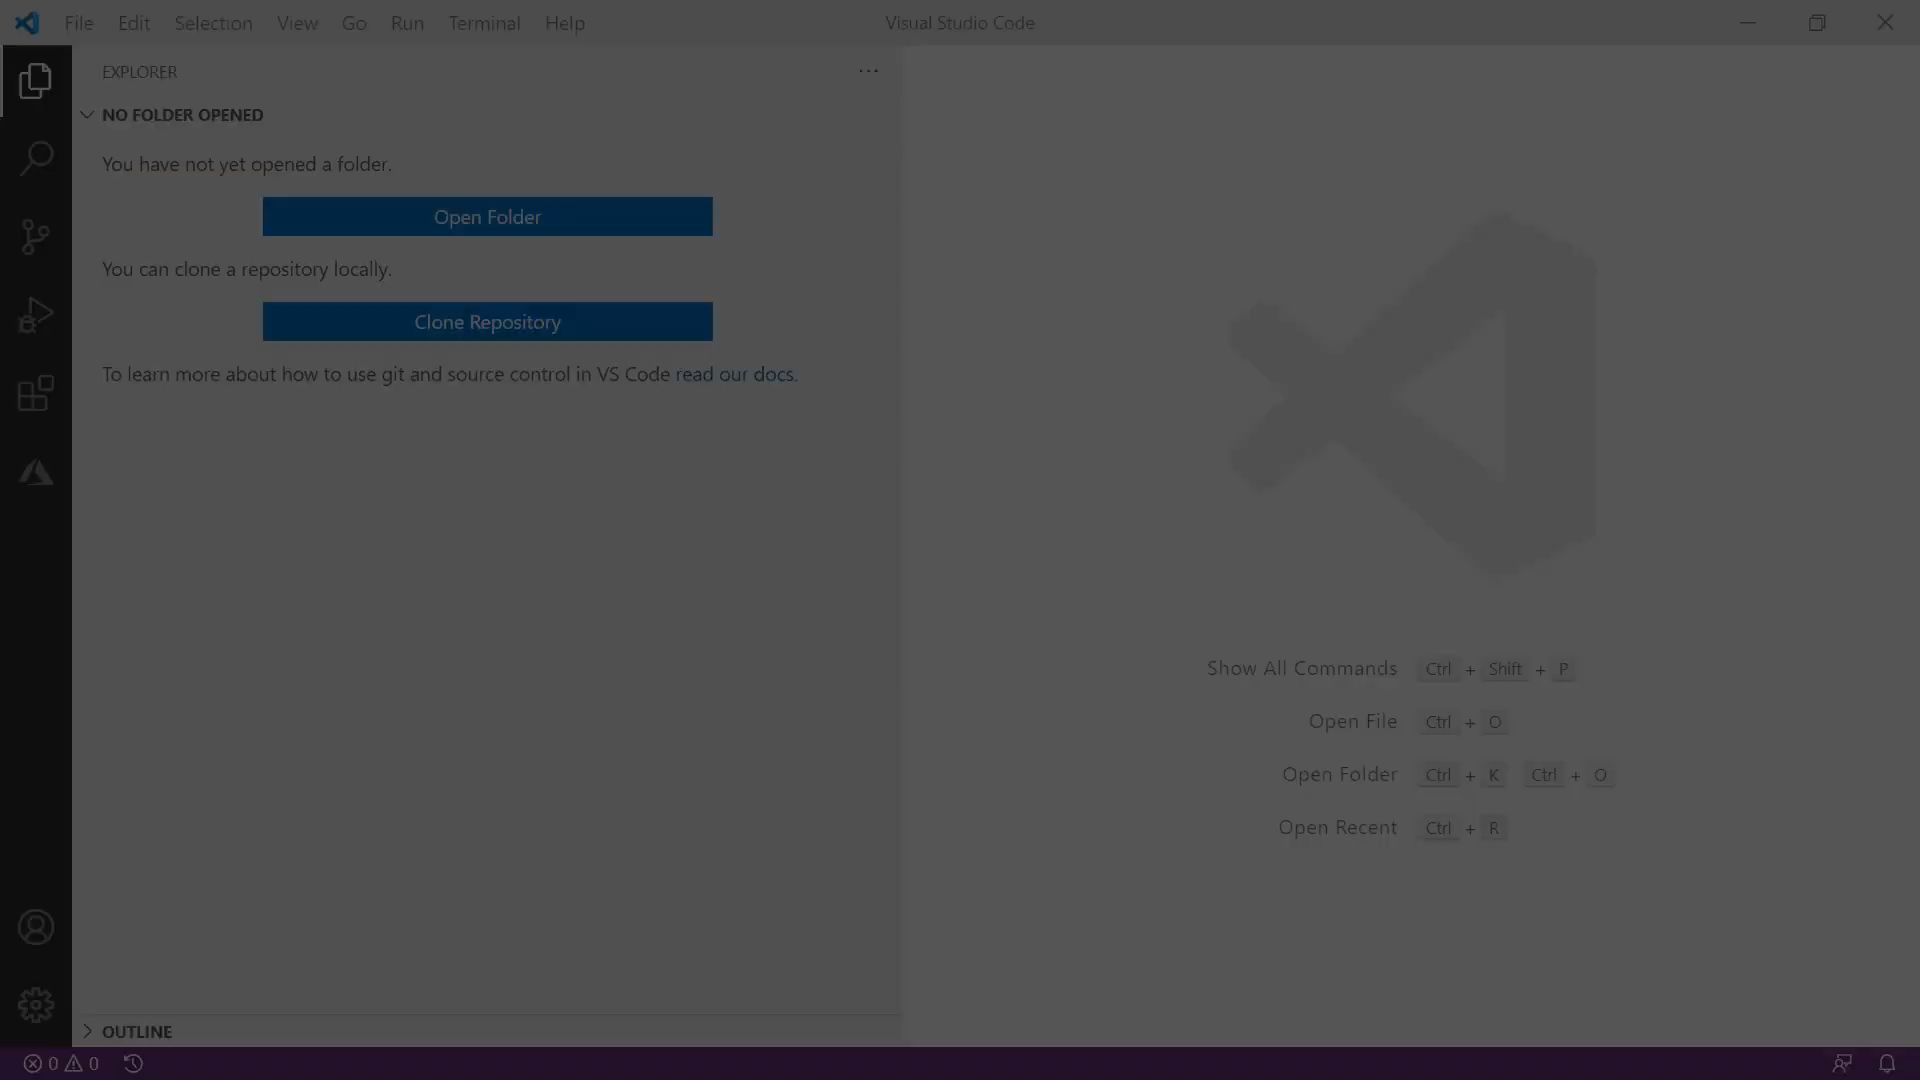 File Edit Selection View Go Run Terminal Help Visual Studio Code
EXPLORER
NO FOLDER OPENED
You have not yet opened a folder.
Open Folder
You can clone a repository locally.
Clone Repository
To learn more about how to use git and source control in VS Code read our docs.
Show All Commands Ctrl + Shift + P
Open File Ctrl + O
Open Folder Ctrl + K Ctrl + O
Open Recent Ctrl + R
OUTLINE
0 0